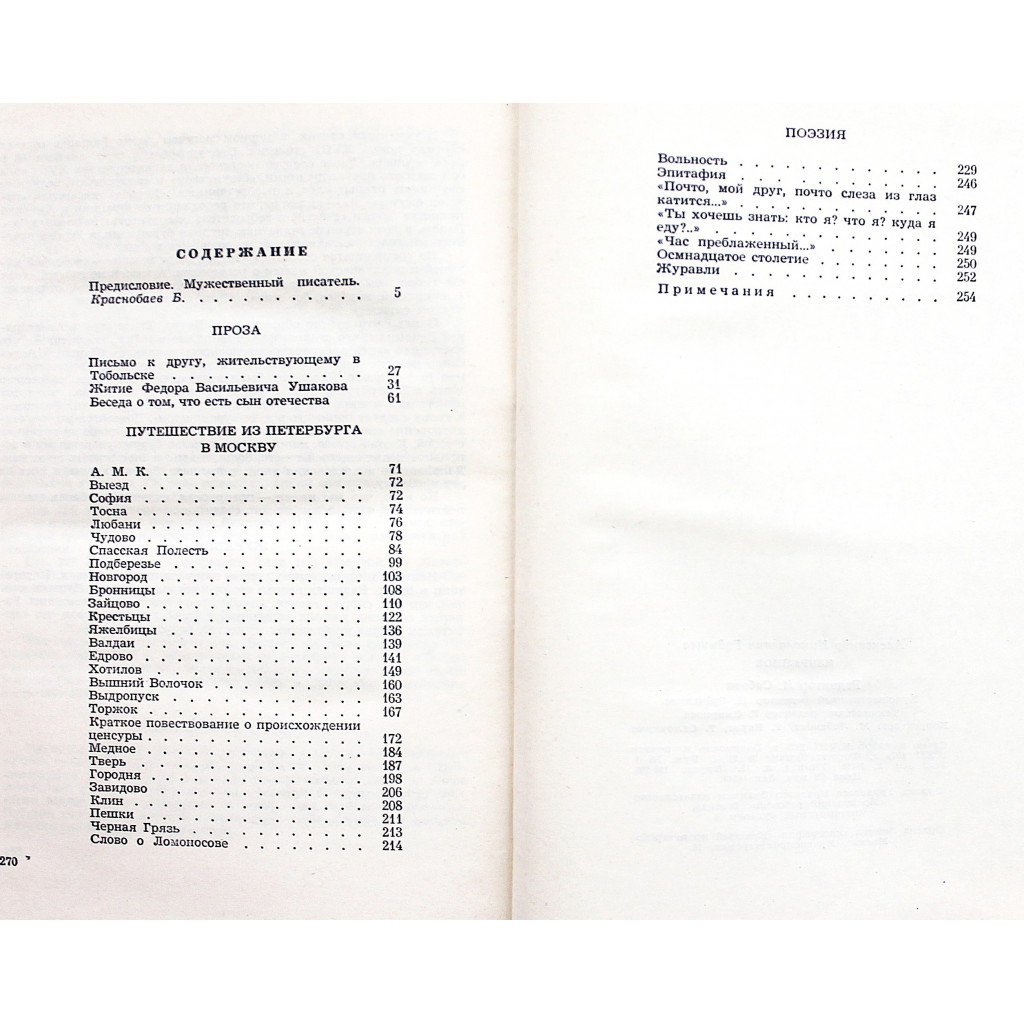 СОДЕРЖАНИЕ
Предисловие. Мужественный писатель.
Краснобаев Б. . . . . . . . . . . . 5
ПРОЗА
Письмо к другу, жительствующему в
Тобольске . . . . . . . . . . . . 27
Житие Федора Васильевича Ушакова 31
Беседа о том, что есть сын отечества 61
ПУТЕШЕСТВИЕ ИЗ ПЕТЕРБУРГА
В МОСКВУ
А. М. К. . . . . . . . . . . . . 71
Выезд . . . . . . . . . . . . . 72
София . . . . . . . . . . . . . 72
Тосна . . . . . . . . . . . . . 74
Любани . . . . . . . . . . . . . 76
Чудово . . . . . . . . . . . . . 78
Спасская Полесть . . . . . . . . . 84
Подберезье . . . . . . . . . . . . 99
Новгород . . . . . . . . . . . . 103
Бронницы . . . . . . . . . . . . 108
Зайцово . . . . . . . . . . . . . 110
Крестьцы . . . . . . . . . . . . 122
Яжелбицы . . . . . . . . . . . . 136
Валдаи . . . . . . . . . . . . . 139
Едрово . . . . . . . . . . . . . 141
Хотилов . . . . . . . . . . . . 149
Вышний Волочок . . . . . . . . . 160
Выдропуск . . . . . . . . . . . . 163
Торжок . . . . . . . . . . . . . 167
Краткое повествование о происхождении
ценсуры . . . . . . . . . . . . . 172
Медное . . . . . . . . . . . . . 184
Тверь . . . . . . . . . . . . . 187
Городня . . . . . . . . . . . . . 198
Завидово . . . . . . . . . . . . 206
Клин . . . . . . . . . . . . . . 208
Пешки . . . . . . . . . . . . . 211
Черная Грязь . . . . . . . . . . 213
Слово о Ломоносове . . . . . . . . 214
270
ПОЭЗИЯ
Вольность . . . . . . . . . . . . 229
Эпитафия . . . . . . . . . . . . 246
«Почто, мой друг, почто слеза из глаз
катится...» . . . . . . . . . . . . 247
«Ты хочешь знать: кто я? что я? куда я
еду?..» . . . . . . . . . . . . . 249
«Час преблаженный...» . . . . . . . 249
Осмнадцатое столетие . . . . . . . 250
Журавли . . . . . . . . . . . . . 252
Примечания . . . . . . . . . 254